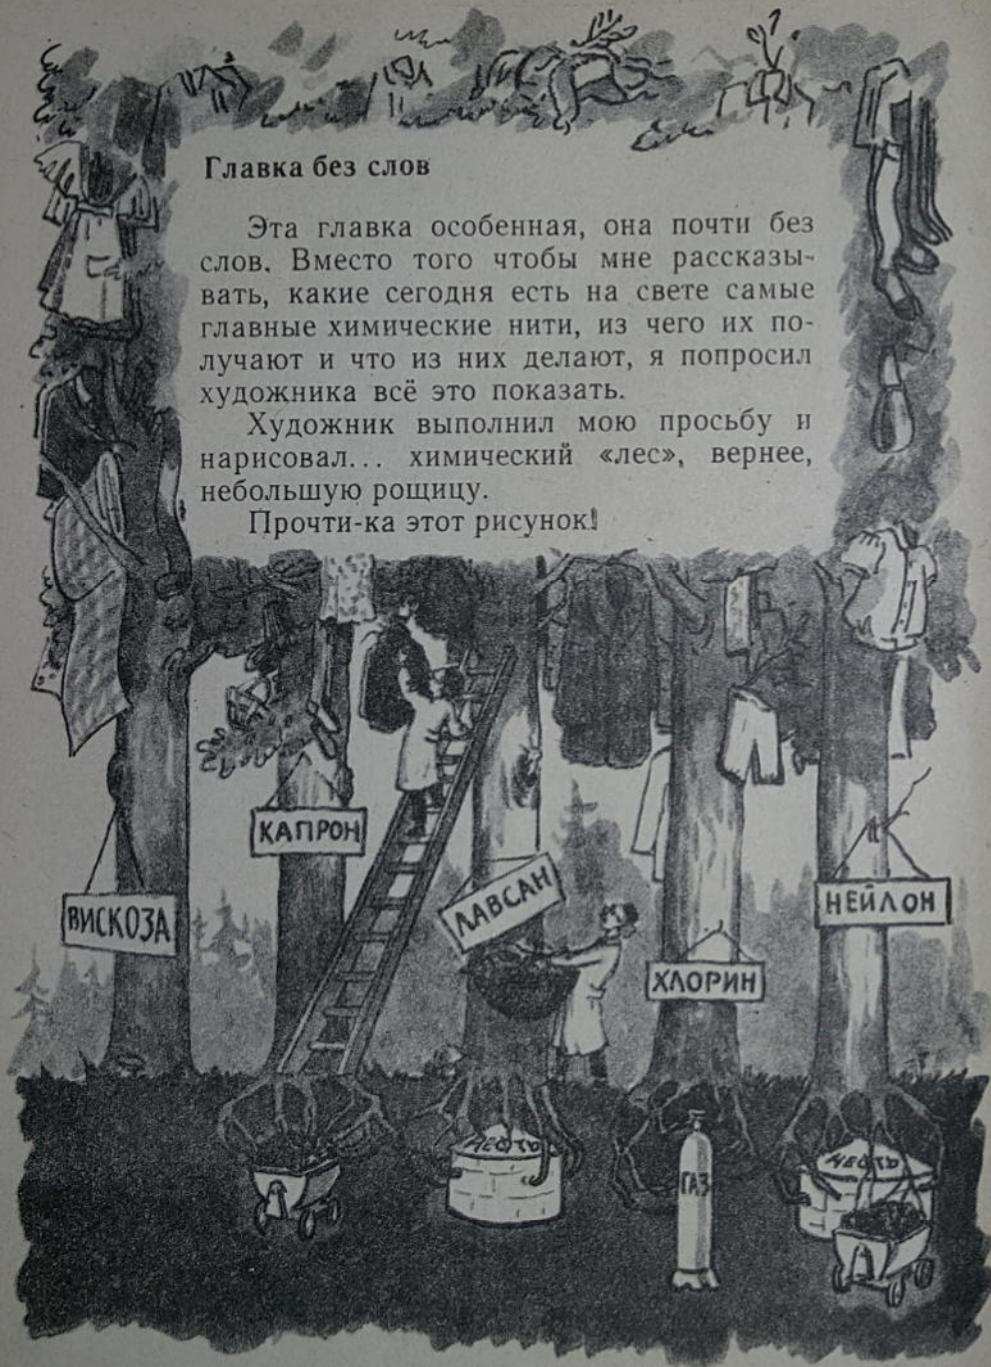 Главка без слов
Эта главка особенная, она почти без
слов. Вместо того чтобы мне рассказы-
вать, какие сегодня есть на свете самые
главные химические нити, из чего их по-
лучают и что из них делают, я попросил
художника всё это показать.
Художник выполнил мою просьбу и
нарисовал... химический «лес», вернее,
небольшую рощицу.
Прочти-ка этот рисунок!
КАПРОН
ВИСКОЗА
ЛАВСАН
НЕЙЛОН
ХЛОРИН
НЕФТЬ
ГАЗ
НЕФТЬ